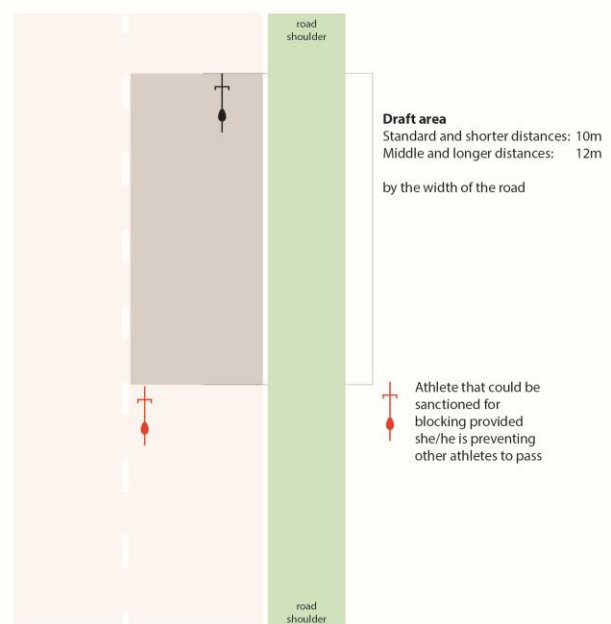 road
shoulder
Draft area
Standard and shorter distances: 10m
Middle and longer distances: 12m
by the width of the road
Athlete that could be
sanctioned for
blocking provided
she/he is preventing
other athletes to pass
road
shoulder